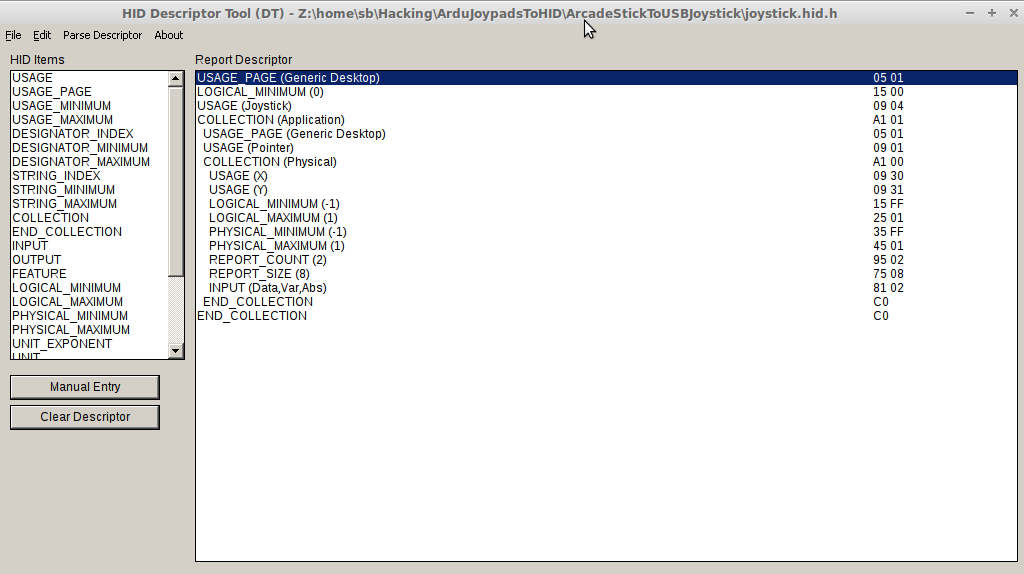 HID Descriptor Tool (DT) - Z:\home\sb\Hacking\ArduJoypadsToHID\ArcadeStickToUSBJoystick\joystick.hid.h
File Edit Parse Descriptor About
HID Items
USAGE
USAGE_PAGE
USAGE_MINIMUM
USAGE_MAXIMUM
DESIGNATOR_INDEX
DESIGNATOR_MINIMUM
DESIGNATOR_MAXIMUM
STRING_INDEX
STRING_MINIMUM
STRING_MAXIMUM
COLLECTION
END_COLLECTION
INPUT
OUTPUT
FEATURE
LOGICAL_MINIMUM
LOGICAL_MAXIMUM
PHYSICAL_MINIMUM
PHYSICAL_MAXIMUM
UNIT_EXPONENT
UNIT
Manual Entry
Clear Descriptor
Report Descriptor
USAGE_PAGE (Generic Desktop) 05 01
LOGICAL_MINIMUM (0) 15 00
USAGE (Joystick) 09 04
COLLECTION (Application) A1 01
USAGE_PAGE (Generic Desktop) 05 01
USAGE (Pointer) 09 01
COLLECTION (Physical) A1 00
USAGE (X) 09 30
USAGE (Y) 09 31
LOGICAL_MINIMUM (-1) 15 FF
LOGICAL_MAXIMUM (1) 25 01
PHYSICAL_MINIMUM (-1) 35 FF
PHYSICAL_MAXIMUM (1) 45 01
REPORT_COUNT (2) 95 02
REPORT_SIZE (8) 75 08
INPUT (Data,Var,Abs) 81 02
END_COLLECTION C0
END_COLLECTION C0